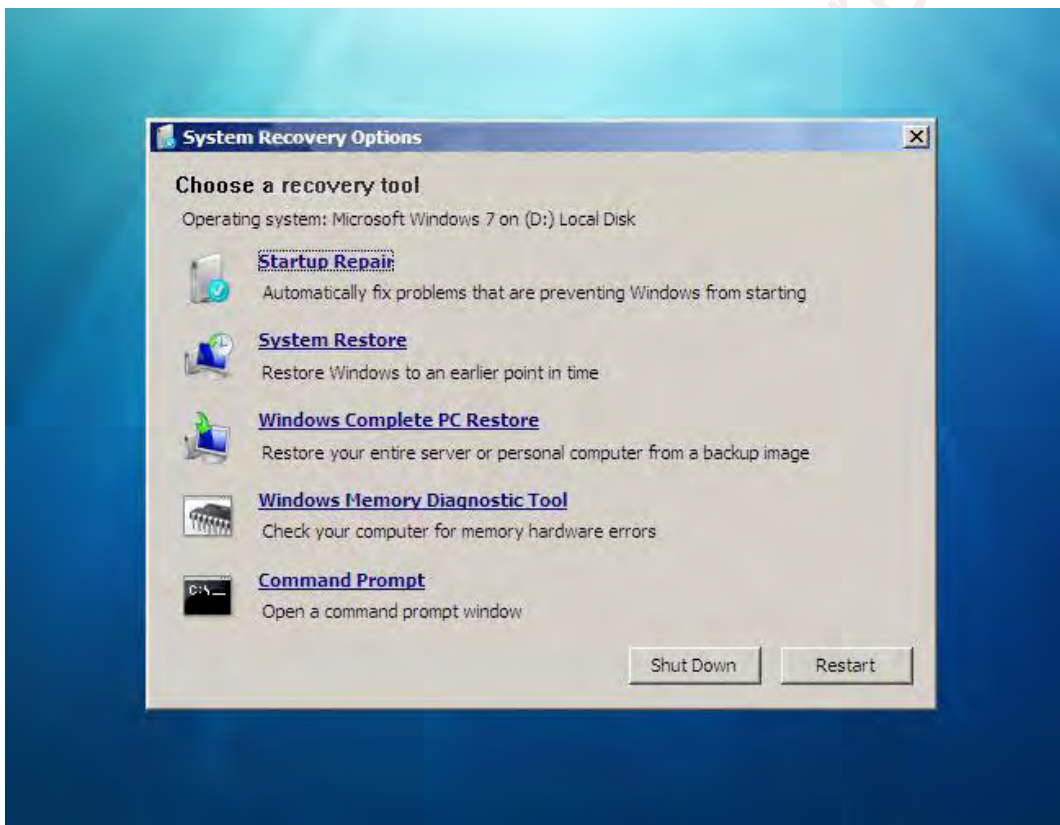 System Recovery Options
Choose a recovery tool
Operating system: Microsoft Windows 7 on (D:) Local Disk
Startup Repair
Automatically fix problems that are preventing Windows from starting
System Restore
Restore Windows to an earlier point in time
Windows Complete PC Restore
Restore your entire server or personal computer from a backup image
Windows Memory Diagnostic Tool
Check your computer for memory hardware errors
C:\_
Command Prompt
Open a command prompt window
Shut Down Restart